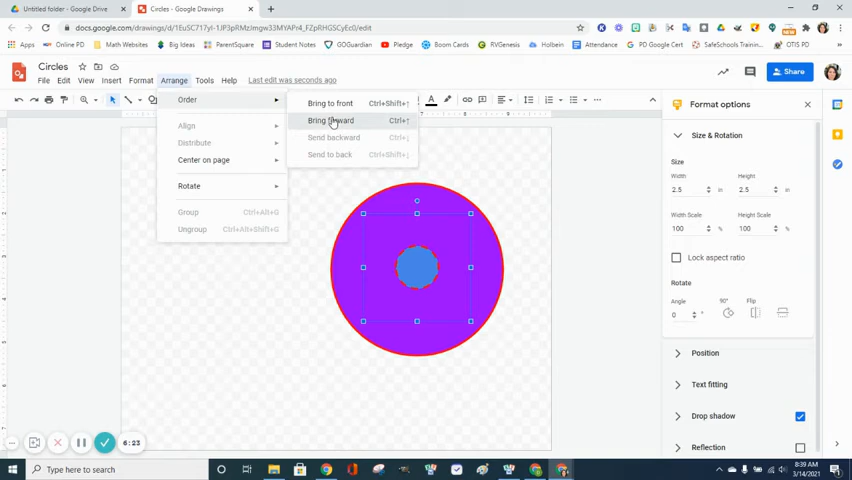 Untitled folder - Google Drive
Circles - Google Drawings
docs.google.com/drawings/d/1EuSC717yI-1JP3pRMzJmg33MYAPr4_FZpRHGHsc03C0/edit
Apps
Online PD
Math Websites
Big Ideas
ParentSquare
Student Notes
GOGuardian
PD
Monkey
Padlet
Boom Cards
RVGenesis
Holbein
Attendance
PD Google Cert
SafeSchools Training
OTIS PD
Circles
File Edit View Insert Format Arrange Tools Help Last edit was seconds ago
Share
Order
Align
Distribute
Center on page
Rotate
Group Ctrl+Alt+G
Ungroup Ctrl+Alt+Shift+G
Bring to front Ctrl+Shift+↑
Bring forward Ctrl+↑
Send backward Ctrl+↓
Send to back Ctrl+Shift+↓
A
Format options
Size & Rotation
Size
Width Height
2.5 in 2.5 in
Width Scale Height Scale
100 % 100 %
Lock aspect ratio
Rotate
Angle 90° Flip
0 °
Position
Text fitting
Drop shadow
Reflection
6:23
Type here to search
8:39 AM
3/14/2021